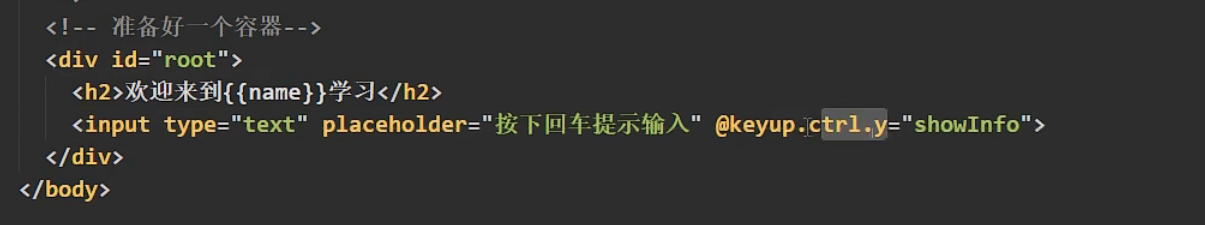 <!-- 准备好一个容器-->
<div id="root">
<h2>欢迎来到{{name}}学习</h2>
<input type="text" placeholder="按下回车提示输入" @keyup.ctrl.y="showInfo">
</div>
</body>